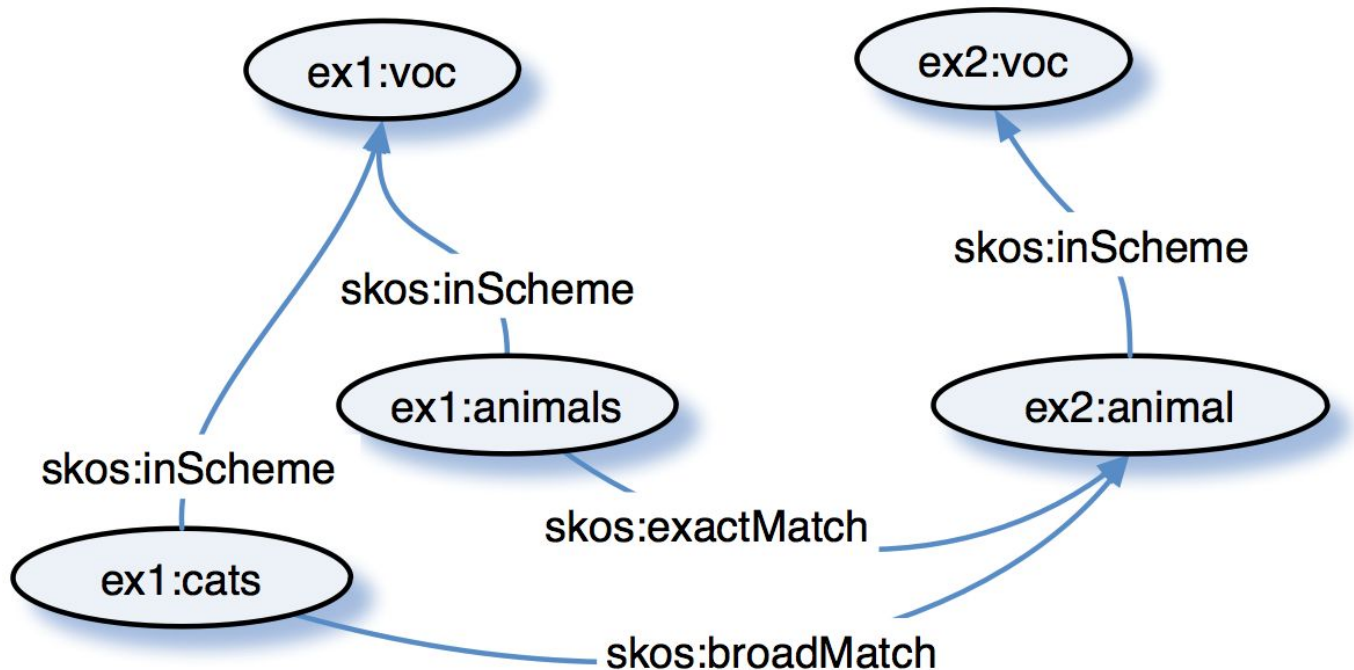 ex1:voc
ex2:voc
skos:inScheme
skos:inScheme
ex1:animals
ex2:animal
skos:inScheme
skos:exactMatch
ex1:cats
skos:broadMatch